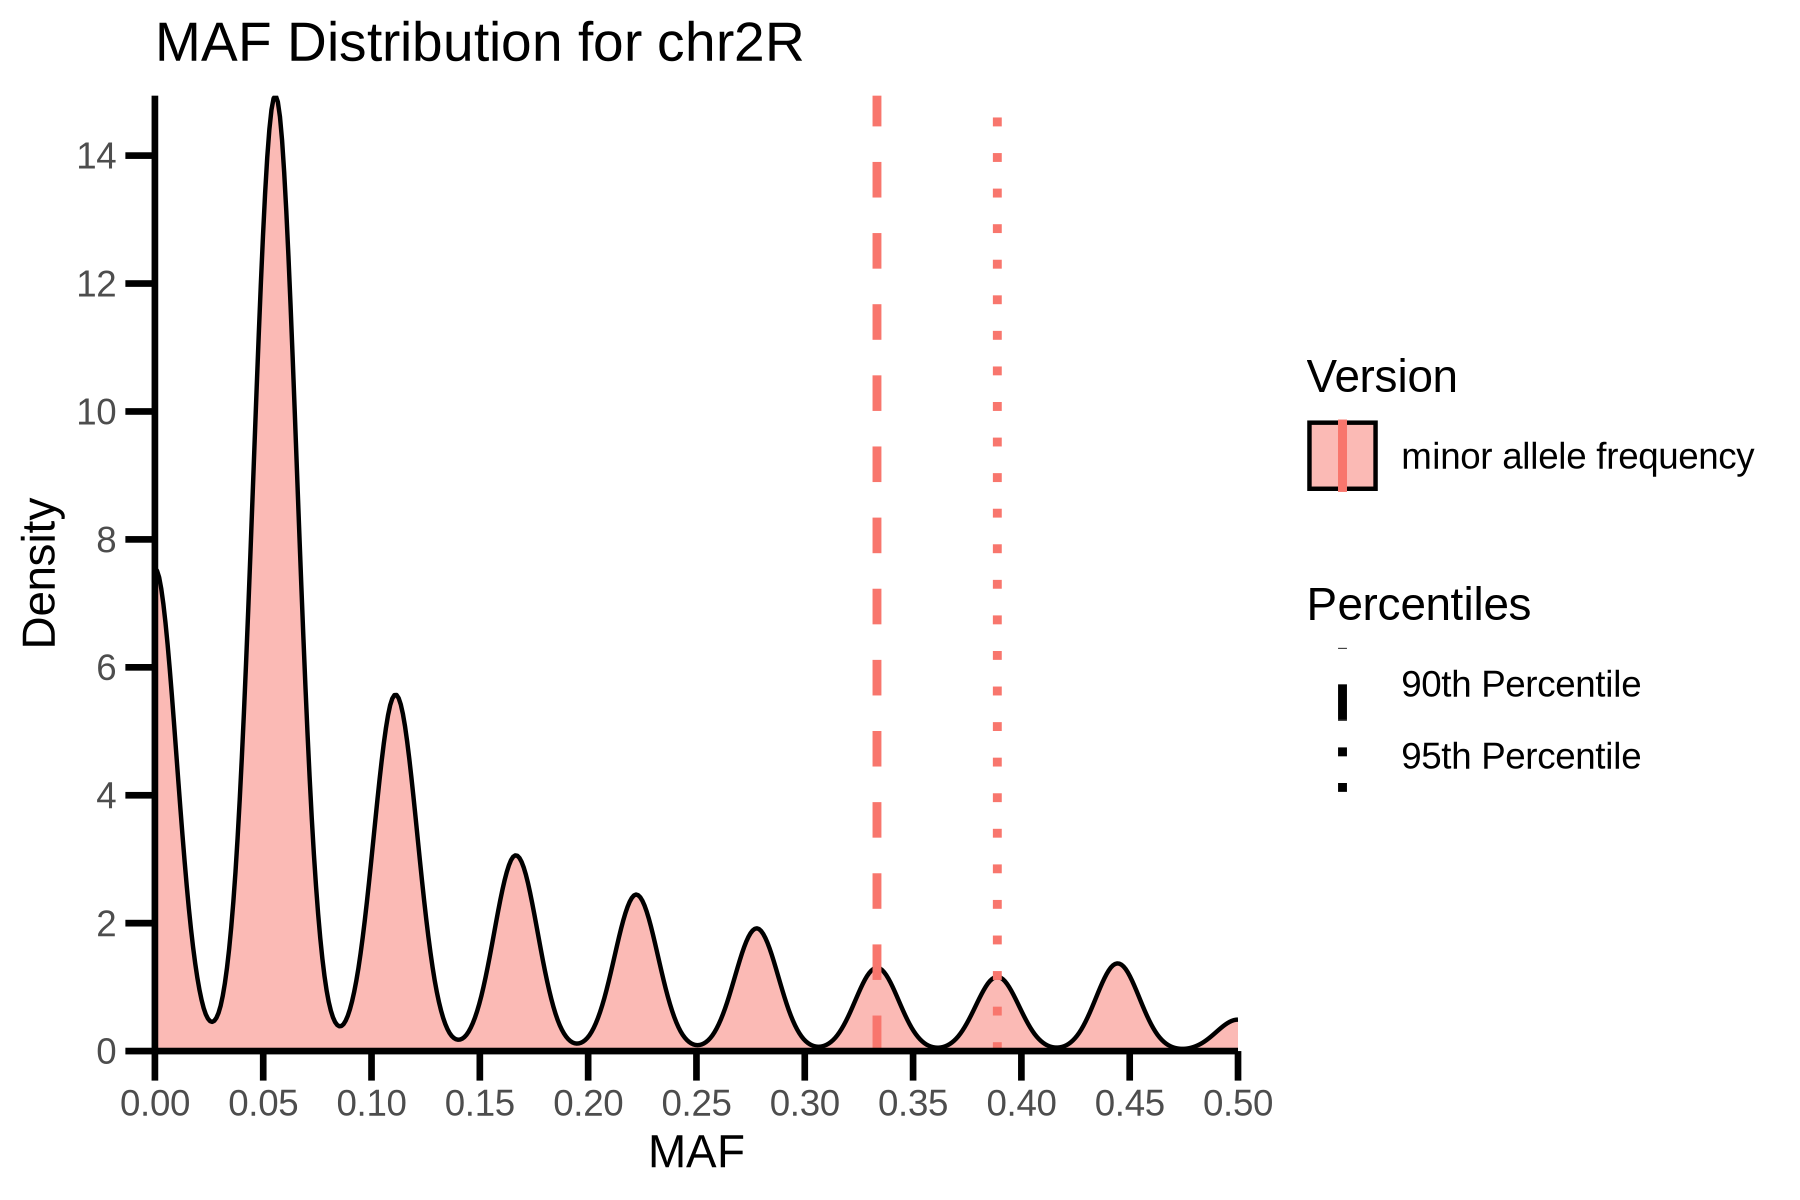 MAF Distribution for chr2R
Density
14
12
10
8
6
4
2
0
0.00 0.05 0.10 0.15 0.20 0.25 0.30 0.35 0.40 0.45 0.50
MAF
Version
minor allele frequency
Percentiles
90th Percentile
95th Percentile